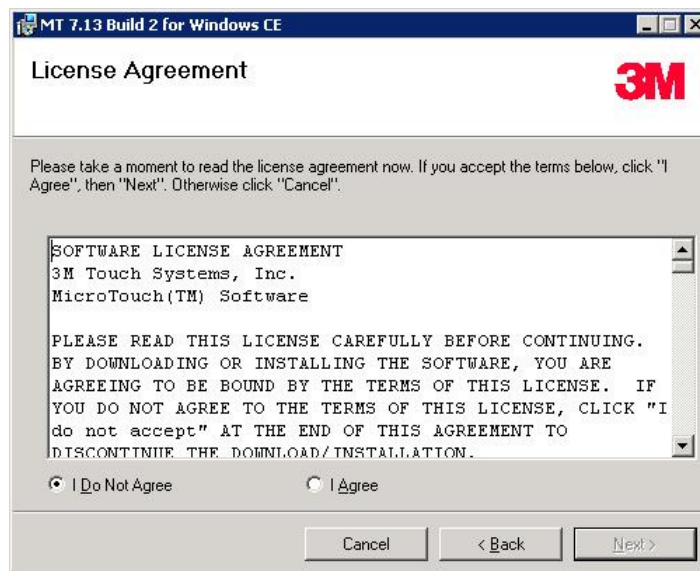 MT 7.13 Build 2 for Windows CE
License Agreement
3M
Please take a moment to read the license agreement now. If you accept the terms below, click "I
Agree", then "Next". Otherwise click "Cancel".
SOFTWARE LICENSE AGREEMENT
3M Touch Systems, Inc.
MicroTouch(TM) Software
PLEASE READ THIS LICENSE CAREFULLY BEFORE CONTINUING.
BY DOWNLOADING OR INSTALLING THE SOFTWARE, YOU ARE
AGREEING TO BE BOUND BY THE TERMS OF THIS LICENSE. IF
YOU DO NOT AGREE TO THE TERMS OF THIS LICENSE, CLICK "I
do not accept" AT THE END OF THIS AGREEMENT TO
DISCONTINUE THE DOWNLOAD/INSTALLATION.
I Do Not Agree
I Agree
Cancel
< Back
Next >